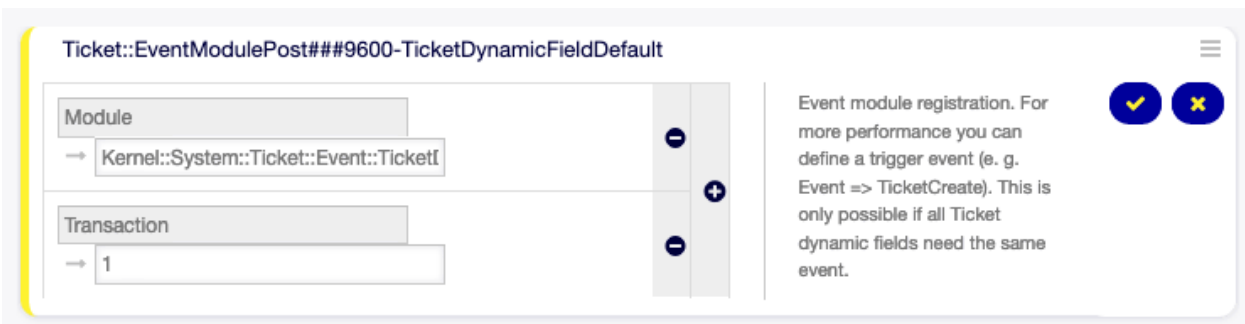 Ticket::EventModulePost###9600-TicketDynamicFieldDefault
Module
Kernel::System::Ticket::Event::Ticket
Transaction
1
Event module registration. For
more performance you can
define a trigger event (e. g.
Event => TicketCreate). This is
only possible if all Ticket
dynamic fields need the same
event.